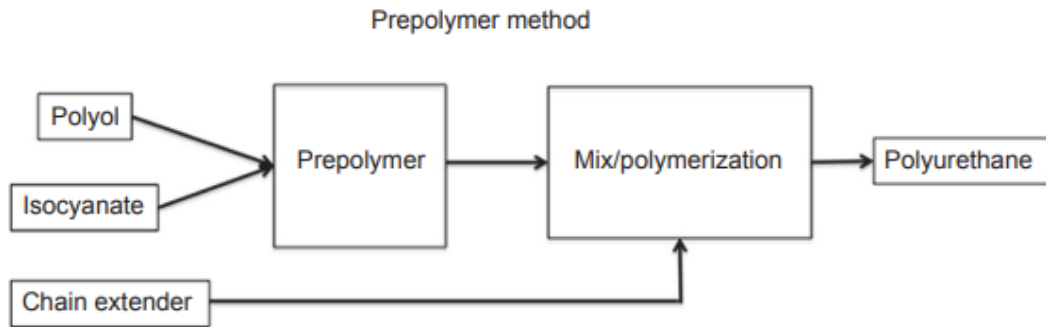 Prepolymer method
Polyol
Isocyanate
Prepolymer
Mix/polymerization
Polyurethane
Chain extender